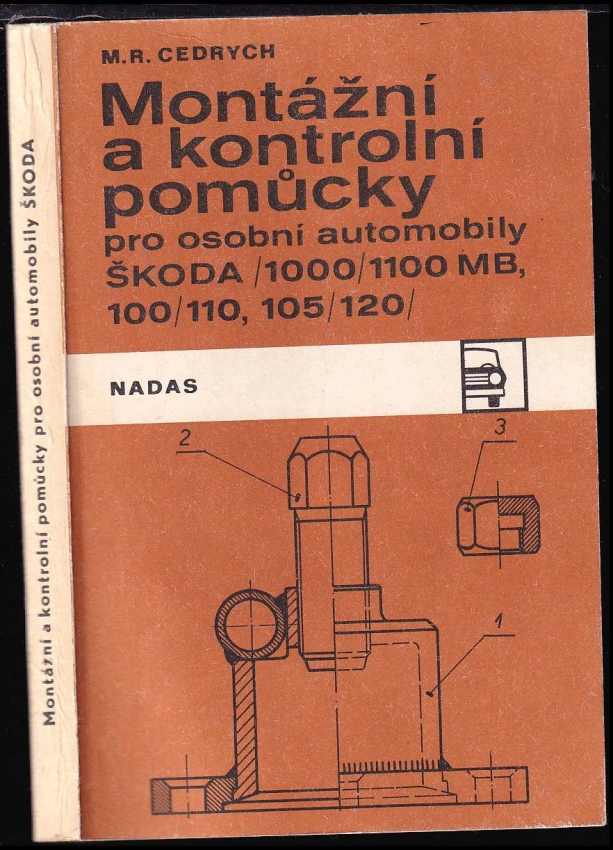 M.R. CEDRYCH
Montážní
a kontrolní
pomůcky
pro osobní automobily
ŠKODA /1000/1100 MB,
100/110, 105/120/
NADAS
2
3
1
Montážní a kontrolní pomůcky pro osobní automobily ŠKODA